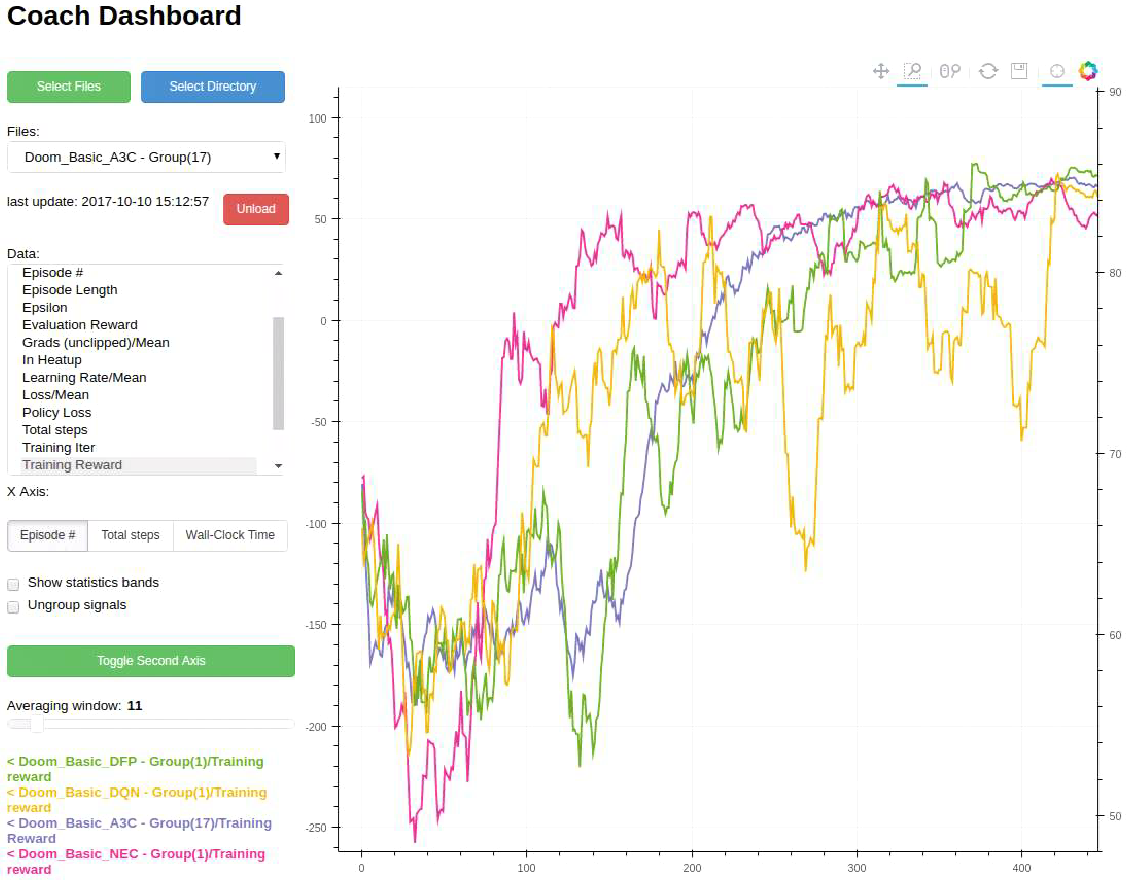 Coach Dashboard
Select Files
Select Directory
Files:
Doom_Basic_A3C - Group(17)
last update: 2017-10-10 15:12:57
Unload
Data:
Episode #
Episode Length
Epsilon
Evaluation Reward
Grads (unclipped)/Mean
In Heatup
Learning Rate/Mean
Loss/Mean
Policy Loss
Total steps
Training Iter
Training Reward
X Axis:
Episode #
Total steps
Wall-Clock Time
Show statistics bands
Ungroup signals
Toggle Second Axis
Averaging window: 11
< Doom_Basic_DFP - Group(1)/Training
reward
< Doom_Basic_DQN - Group(1)/Training
reward
< Doom_Basic_A3C - Group(17)/Training
Reward
< Doom_Basic_NEC - Group(1)/Training
reward
100
50
0
-50
-100
-150
-200
-250
0
100
200
300
400
90
80
70
60
50